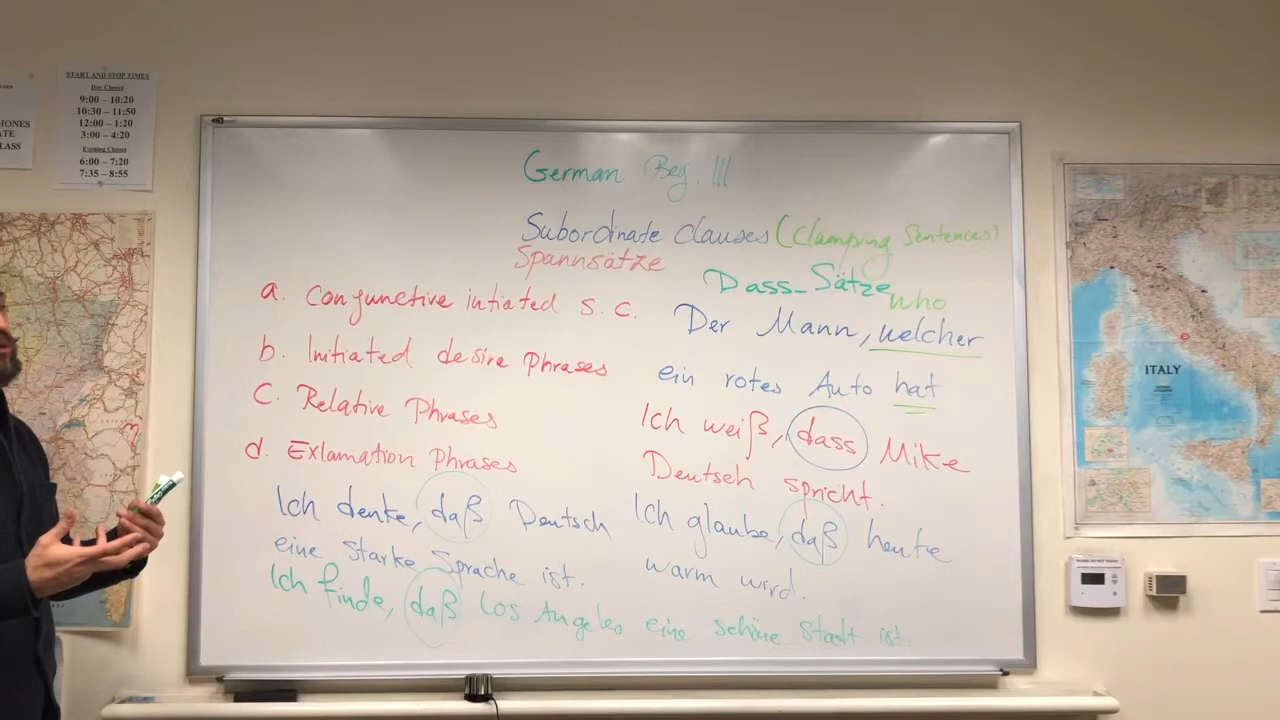 START AND STOP TIMES
Day Classes
9:00 – 10:20
10:30 – 11:50
12:00 – 1:20
3:00 – 4:20
Evening Classes
6:00 – 7:20
7:35 – 8:55
German Beg. III
Subordinate clauses (Clamping Sentences)
Spannsätze
Dass-Sätze
a. Conjunctive intiated S. C.
b. Initiated desire Phrases
C. Relative Phrases
d. Exlamation Phrases
who
Der Mann, welcher
ein rotes Auto hat
Ich weiß, dass Mike
Deutsch spricht.
Ich denke, daß Deutsch
eine starke Sprache ist.
Ich glaube, daß heute
warm wird.
Ich finde, daß Los Angeles eine schöne Stadt ist.
ITALY